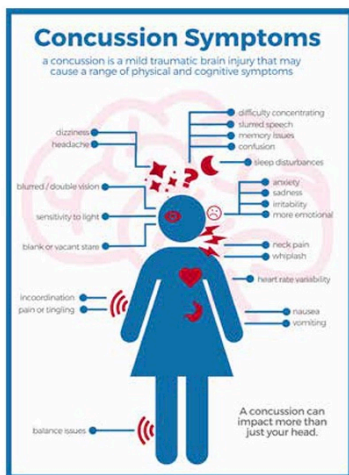 Concussion Symptoms
a concussion is a mild traumatic brain injury that may
cause a range of physical and cognitive symptoms
difficulty concentrating
slurred speech
memory issues
confusion
sleep disturbances
dizziness
headache
blurred / double vision
sensitivity to light
blank or vacant stare
anxiety
sadness
irritability
more emotional
neck pain
whiplash
heart rate variability
incoordination
pain or tingling
nausea
vomiting
balance issues
A concussion can
impact more than
just your head.
?